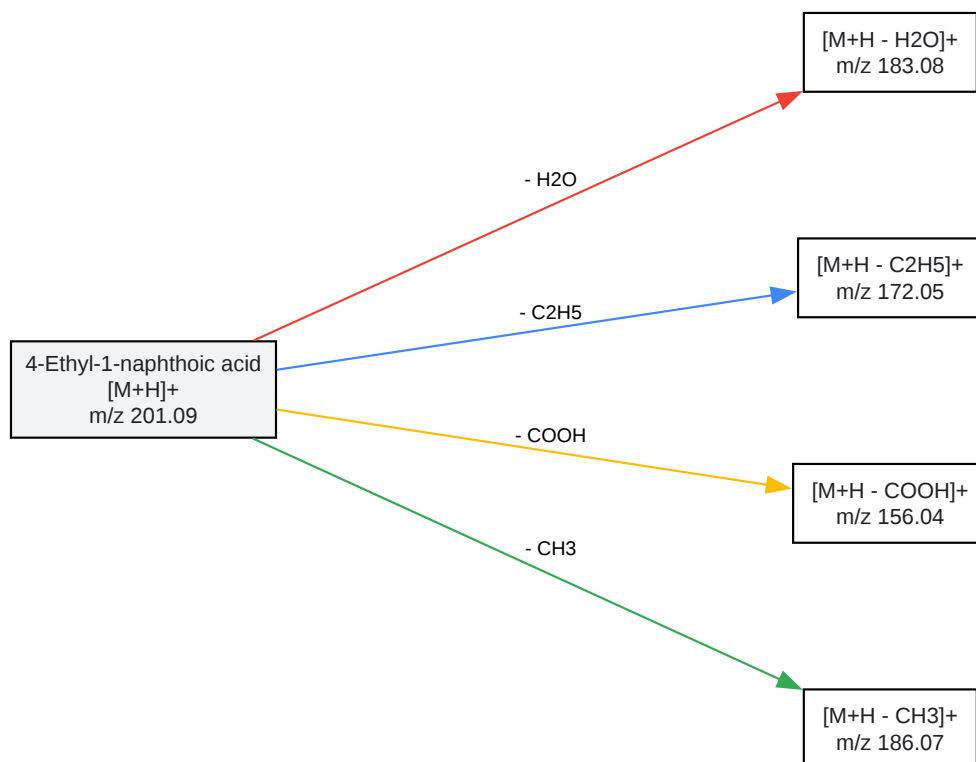 [M+H - H2O]+
m/z 183.08
- H2O
[M+H - C2H5]+
m/z 172.05
- C2H5
4-Ethyl-1-naphthoic acid
[M+H]+
m/z 201.09
- COOH
[M+H - COOH]+
m/z 156.04
- CH3
[M+H - CH3]+
m/z 186.07